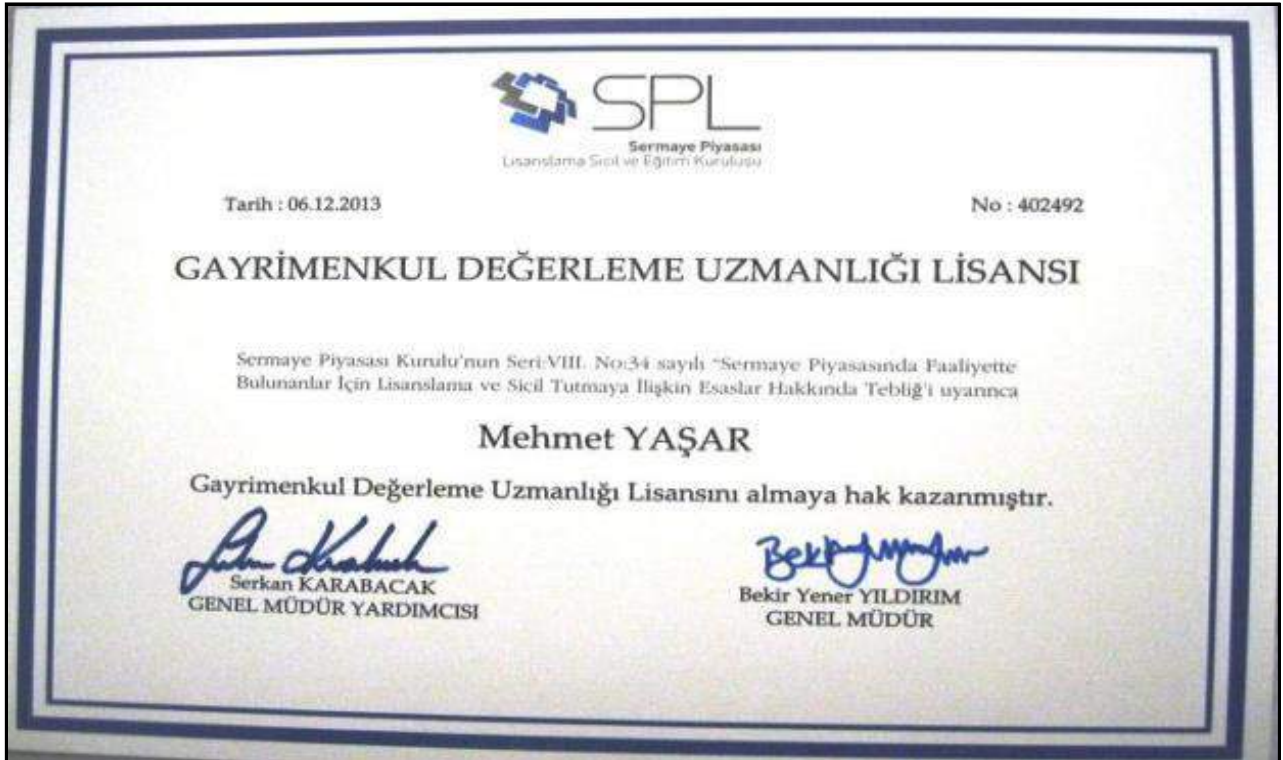 SPL
Sermaye Piyasası
Lisanslama Sicil ve Eğitim Kuruluşu
Tarih : 06.12.2013
No : 402492
GAYRİMENKUL DEĞERLEME UZMANLIĞI LİSANSI
Sermaye Piyasası Kurulu'nun Seri:VIII. No:34 sayılı "Sermaye Piyasasında Faaliyette
Bulunanlar İçin Lisanslama ve Sicil Tutmaya İlişkin Esaslar Hakkında Tebliğ'i uyarınca
Mehmet YAŞAR
Gayrimenkul Değerleme Uzmanlığı Lisansını almaya hak kazanmıştır.
Serkan KARABACAK
GENEL MÜDÜR YARDIMCISI
Bekir Yener YILDIRIM
GENEL MÜDÜR